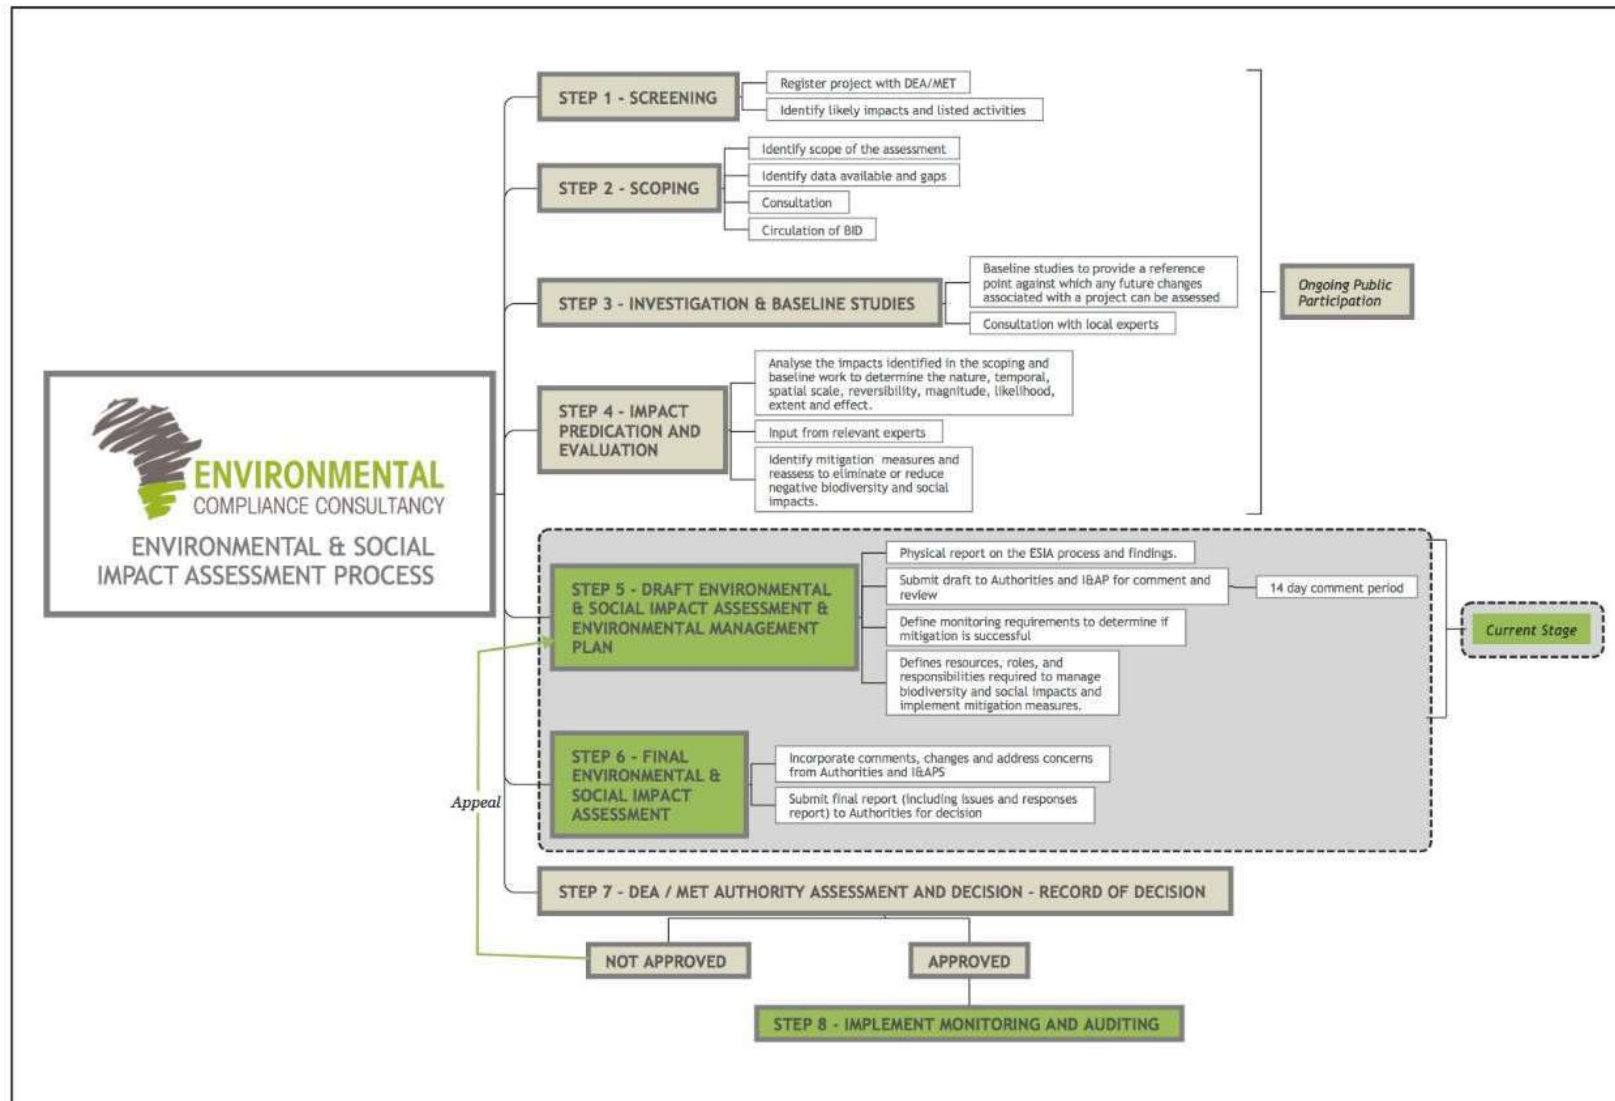 STEP 1 - SCREENING
Register project with DEA/MET
Identify likely impacts and listed activities
STEP 2 - SCOPING
Identify scope of the assessment
Identify data available and gaps
Consultation
Circulation of BID
STEP 3 - INVESTIGATION & BASELINE STUDIES
Baseline studies to provide a reference
point against which any future changes
associated with a project can be assessed
Consultation with local experts
Ongoing Public
Participation
STEP 4 - IMPACT
PREDICATION AND
EVALUATION
Analyse the impacts identified in the scoping and
baseline work to determine the nature, temporal,
spatial scale, reversibility, magnitude, likelihood,
extent and effect.
Input from relevant experts
Identify mitigation measures and
reassess to eliminate or reduce
negative biodiversity and social
impacts.
ENVIRONMENTAL
COMPLIANCE CONSULTANCY
ENVIRONMENTAL & SOCIAL
IMPACT ASSESSMENT PROCESS
STEP 5 - DRAFT ENVIRONMENTAL
& SOCIAL IMPACT ASSESSMENT &
ENVIRONMENTAL MANAGEMENT
PLAN
Physical report on the ESIA process and findings.
Submit draft to Authorities and I&AP for comment and
review
14 day comment period
Define monitoring requirements to determine if
mitigation is successful
Defines resources, roles, and
responsibilities required to manage
biodiversity and social impacts and
implement mitigation measures.
Current Stage
STEP 6 - FINAL
ENVIRONMENTAL &
SOCIAL IMPACT
ASSESSMENT
Incorporate comments, changes and address concerns
from Authorities and I&APS
Submit final report (including issues and responses
report) to Authorities for decision
Appeal
STEP 7 - DEA / MET AUTHORITY ASSESSMENT AND DECISION - RECORD OF DECISION
NOT APPROVED
APPROVED
STEP 8 - IMPLEMENT MONITORING AND AUDITING